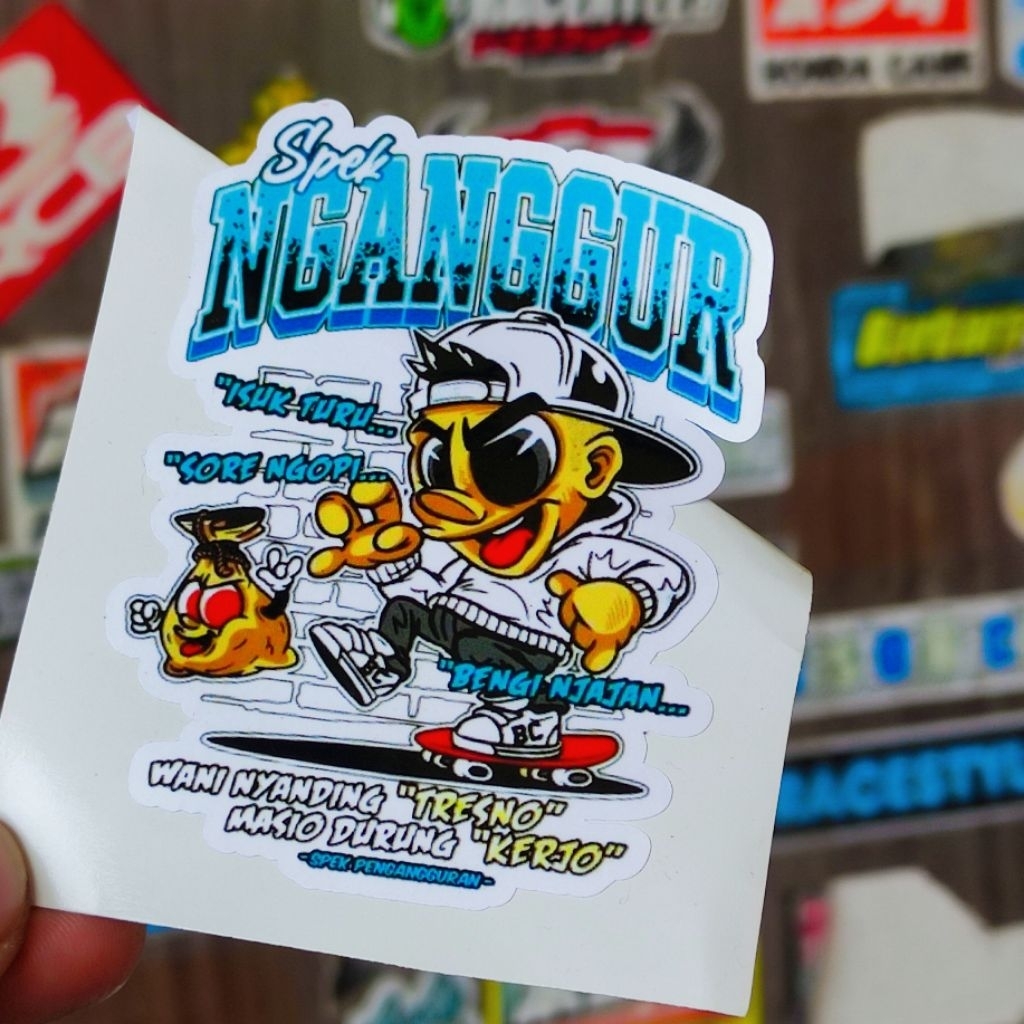 Spek
NGANGGUR
"ISUK TURU...
"SORE NGOPI...
"BENGI NJAJAN...
BC
WANI NYANDING "TRESNO"
MASIO DURUNG "KERJO"
- SPEK PENGANGGURAN -